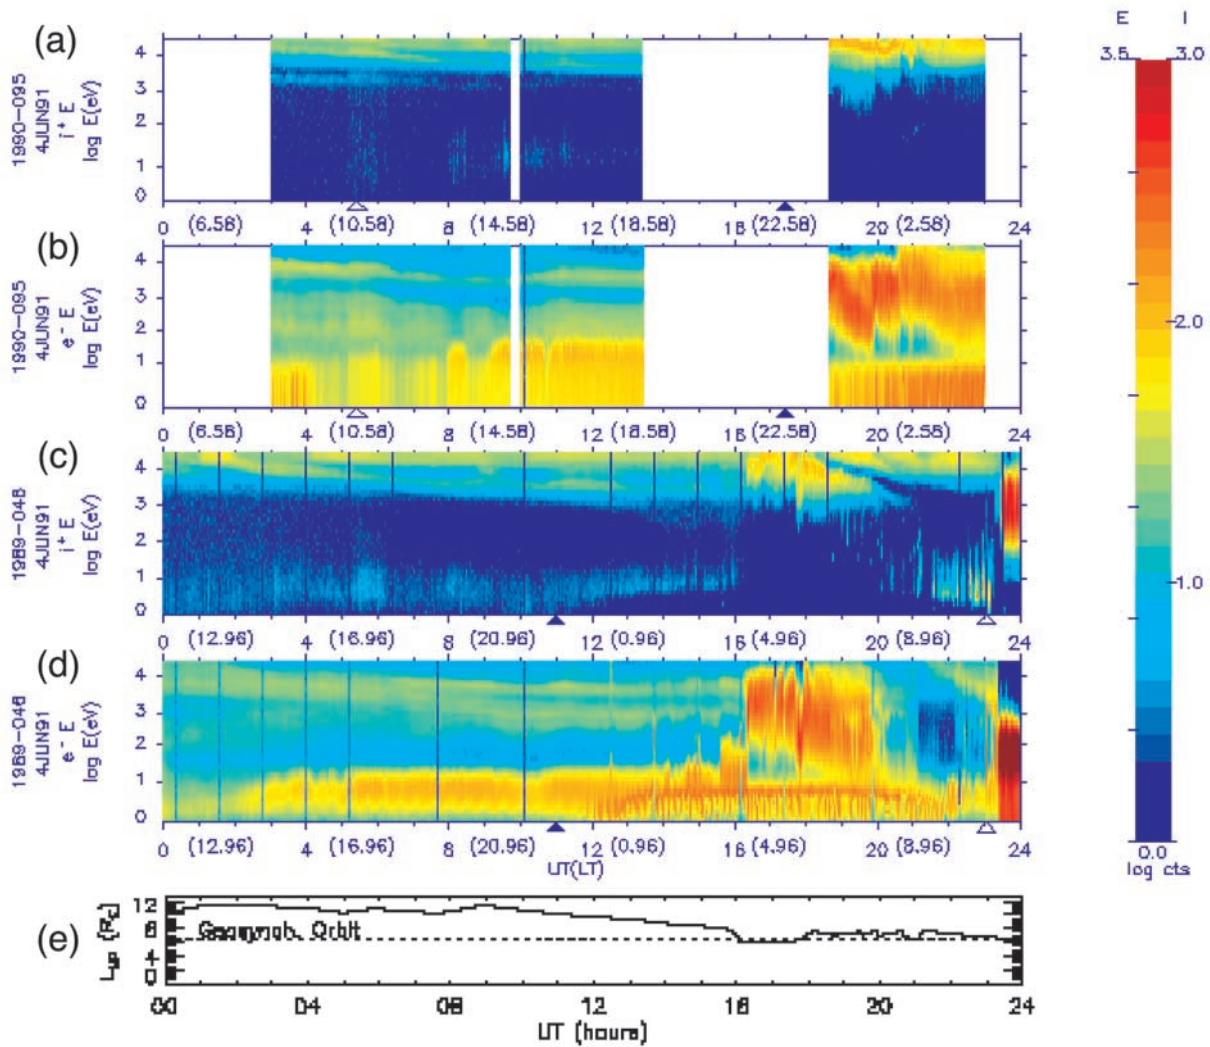 (a)
1990-095
4JUN91
i+ E
log E(eV)
4
3
2
1
0
0 (6.58) 4 (10.58) 8 (14.58) 12 (18.58) 16 (22.58) 20 (2.58) 24
(b)
1990-095
4JUN91
e- E
log E(eV)
4
3
2
1
0
0 (6.58) 4 (10.58) 8 (14.58) 12 (18.58) 16 (22.58) 20 (2.58) 24
(c)
1989-046
4JUN91
i+ E
log E(eV)
4
3
2
1
0
0 (12.96) 4 (16.96) 8 (20.96) 12 (0.96) 16 (4.96) 20 (8.96) 24
(d)
1989-046
4JUN91
e- E
log E(eV)
4
3
2
1
0
0 (12.96) 4 (16.96) 8 (20.96) 12 (0.96) 16 (4.96) 20 (8.96) 24
UT(LT)
E I
3.5 3.0
2.0
1.0
0.0
log cts
(e)
12
8
4
0
Geosynch. Orbit
00 04 08 12 16 20 24
UT (hours)